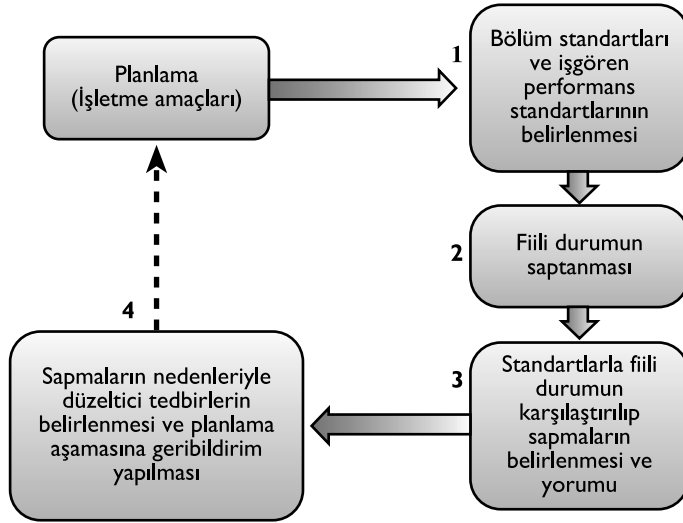 Planlama
(İşletme amaçları)
1
Bölüm standartları
ve işgören
performans
standartlarının
belirlenmesi
2
Fiili durumun
saptanması
3
Standartlarla fiili
durumun
karşılaştırılıp
sapmaların
belirlenmesi ve
yorumu
4
Sapmaların nedenleriyle
düzeltici tedbirlerin
belirlenmesi ve planlama
aşamasına geribildirim
yapılması